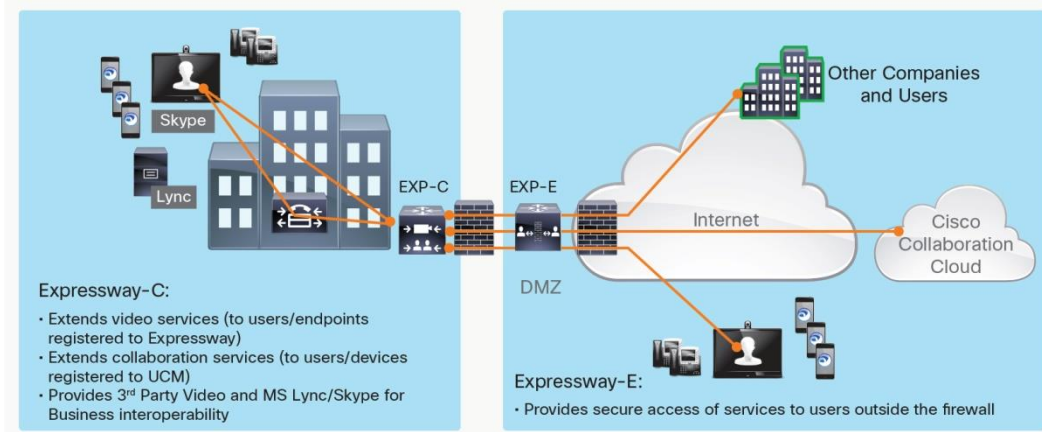 Skype
Lync
EXP-C
EXP-E
DMZ
Internet
Other Companies
and Users
Cisco
Collaboration
Cloud
Expressway-C:
• Extends video services (to users/endpoints
registered to Expressway)
• Extends collaboration services (to users/devices
registered to UCM)
• Provides 3rd Party Video and MS Lync/Skype for
Business interoperability
Expressway-E:
• Provides secure access of services to users outside the firewall